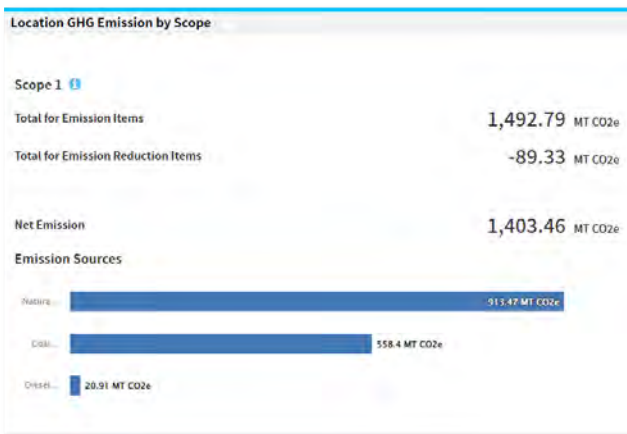 Location GHG Emission by Scope
Scope 1
Total for Emission Items 1,492.79 MT CO2e
Total for Emission Reduction Items -89.33 MT CO2e
Net Emission 1,403.46 MT CO2e
Emission Sources
Natura... 913.47 MT CO2e
Coal... 558.4 MT CO2e
Diesel... 20.91 MT CO2e